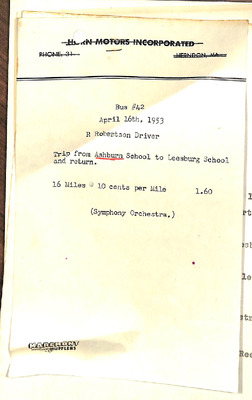 HORN MOTORS INCORPORATED
PHONE: 31 HERNDON, VA.
Bus #42
April 16th. 1953
R Robertson Driver
Trip from Ashburn School to Leesburg School
and return.
16 Miles @ 10 cents per Mile 1.60
(Symphony Orchestra.)
MAREMONT
MUFFLERS